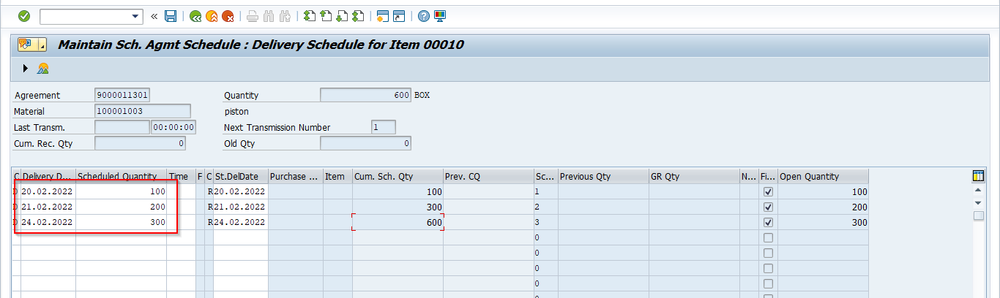 Maintain Sch. Agmt Schedule : Delivery Schedule for Item 00010
Agreement 9000011301 Quantity 600 BOX
Material 100001003 piston
Last Transm. 00:00:00 Next Transmission Number 1
Cum. Rec. Qty 0 Old Qty 0
C Delivery D... Scheduled Quantity Time F C St.DelDate Purchase ... Item Cum. Sch. Qty Prev. CQ Sc... Previous Qty GR Qty N... Fi... Open Quantity
D 20.02.2022 100 R 20.02.2022 100 1 100
D 21.02.2022 200 R 21.02.2022 300 2 200
D 24.02.2022 300 R 24.02.2022 600 3 300
0
0
0
0